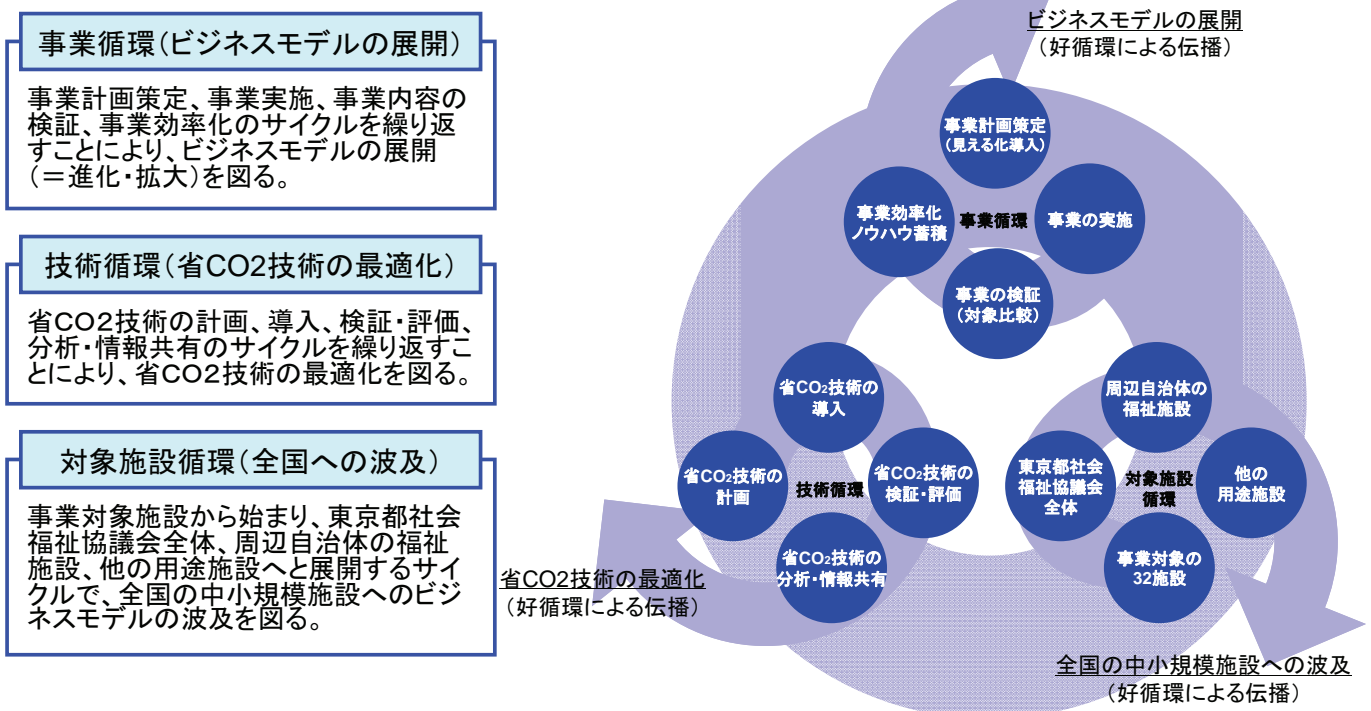 事業循環(ビジネスモデルの展開)
事業計画策定、事業実施、事業内容の
検証、事業効率化のサイクルを繰り返
すことにより、ビジネスモデルの展開
(=進化・拡大)を図る。
技術循環(省CO2技術の最適化)
省CO2技術の計画、導入、検証・評価、
分析・情報共有のサイクルを繰り返すこ
とにより、省CO2技術の最適化を図る。
対象施設循環(全国への波及)
事業対象施設から始まり、東京都社会
福祉協議会全体、周辺自治体の福祉
施設、他の用途施設へと展開するサイ
クルで、全国の中小規模施設へのビジ
ネスモデルの波及を図る。
ビジネスモデルの展開
(好循環による伝播)
事業計画策定
(見える化導入)
事業効率化
ノウハウ蓄積
事業循環
事業の実施
事業の検証
(対象比較)
省CO2技術の
導入
省CO2技術の
計画
技術循環
省CO2技術の
検証・評価
省CO2技術の
分析・情報共有
省CO2技術の最適化
(好循環による伝播)
周辺自治体の
福祉施設
東京都社会
福祉協議会
全体
対象施設
循環
他の
用途施設
事業対象の
32施設
全国の中小規模施設への波及
(好循環による伝播)